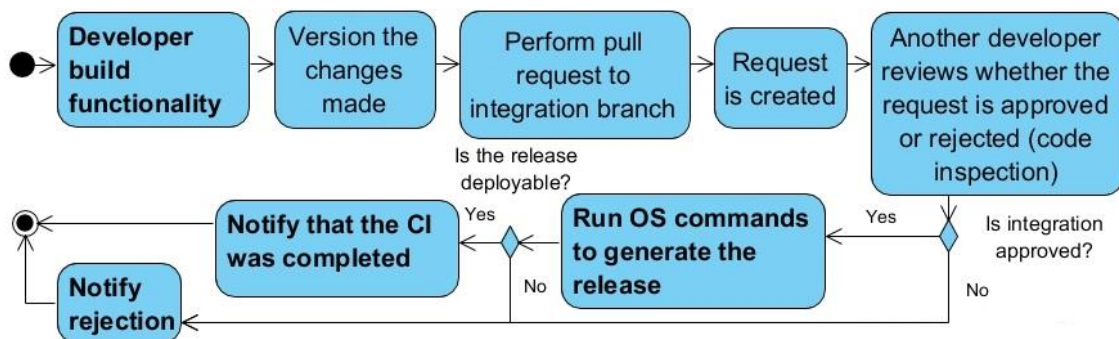 Developer
build
functionality
Version the
changes
made
Perform pull
request to
integration branch
Request
is created
Another developer
reviews whether the
request is approved
or rejected (code
inspection)
Is the release
deployable?
Notify that the CI
was completed
Yes
No
Run OS commands
to generate the
release
Yes
Is integration
approved?
No
Notify
rejection